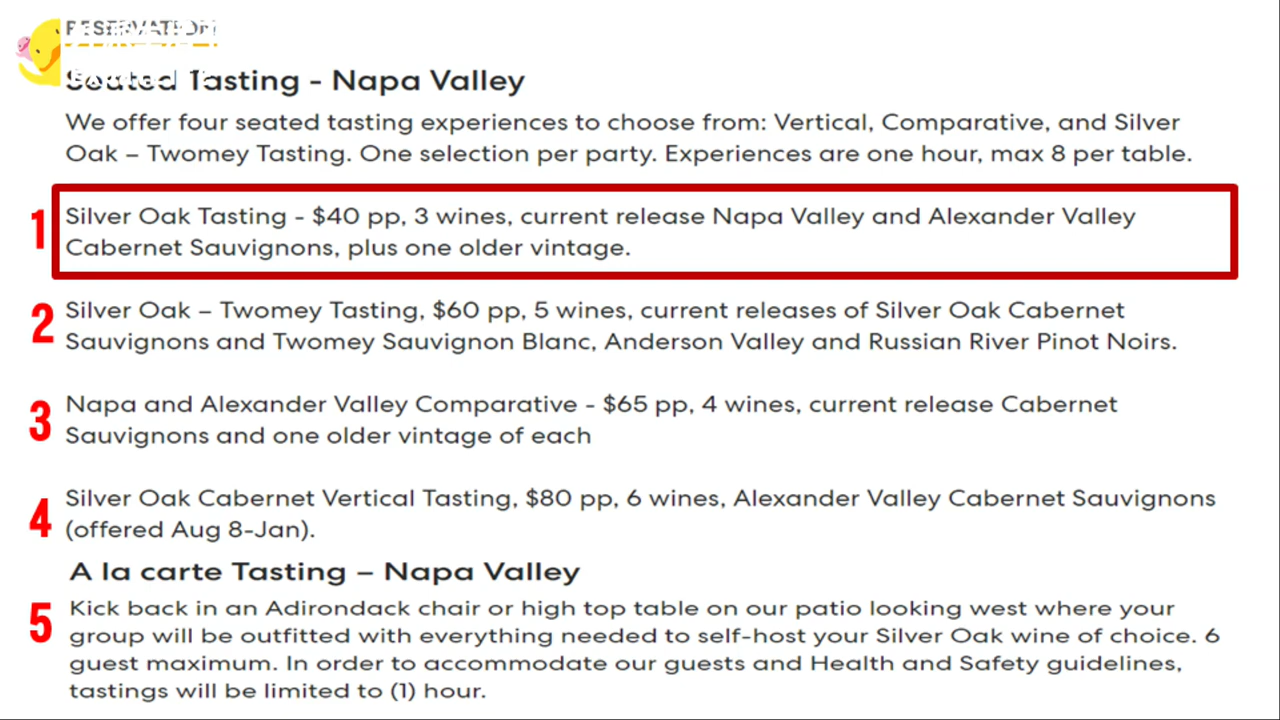 RESERVATION
Seated Tasting - Napa Valley
We offer four seated tasting experiences to choose from: Vertical, Comparative, and Silver
Oak – Twomey Tasting. One selection per party. Experiences are one hour, max 8 per table.
1
Silver Oak Tasting - $40 pp, 3 wines, current release Napa Valley and Alexander Valley
Cabernet Sauvignons, plus one older vintage.
2
Silver Oak – Twomey Tasting, $60 pp, 5 wines, current releases of Silver Oak Cabernet
Sauvignons and Twomey Sauvignon Blanc, Anderson Valley and Russian River Pinot Noirs.
3
Napa and Alexander Valley Comparative - $65 pp, 4 wines, current release Cabernet
Sauvignons and one older vintage of each
4
Silver Oak Cabernet Vertical Tasting, $80 pp, 6 wines, Alexander Valley Cabernet Sauvignons
(offered Aug 8-Jan).
A la carte Tasting – Napa Valley
5
Kick back in an Adirondack chair or high top table on our patio looking west where your
group will be outfitted with everything needed to self-host your Silver Oak wine of choice. 6
guest maximum. In order to accommodate our guests and Health and Safety guidelines,
tastings will be limited to (1) hour.